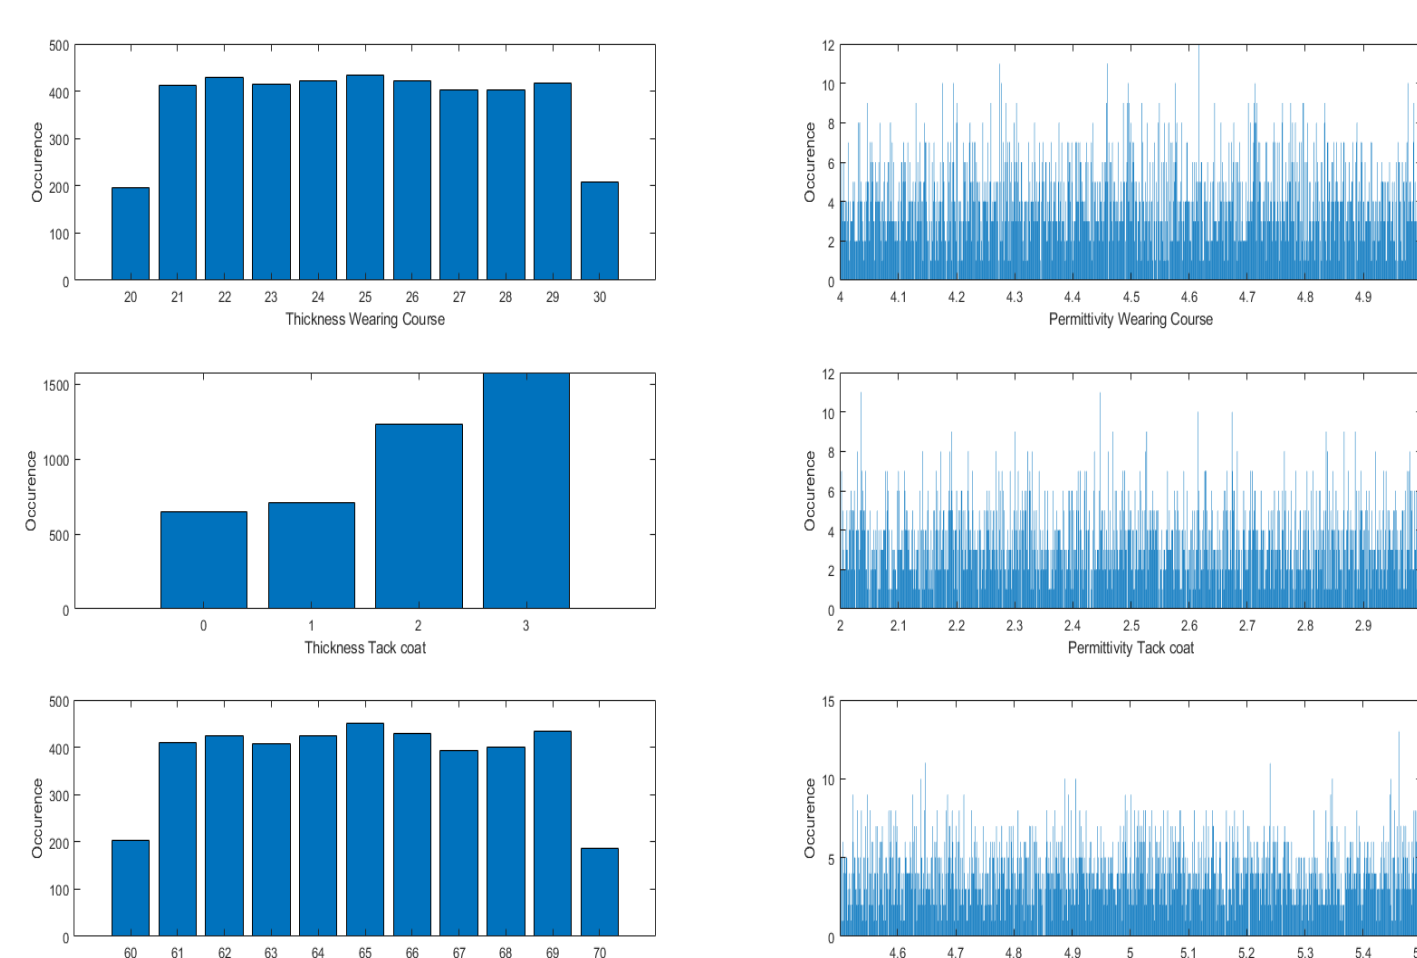 500
400
300
200
100
0
Occurence
20 21 22 23 24 25 26 27 28 29 30
Thickness Wearing Course
12
10
8
6
4
2
0
Occurence
4 4.1 4.2 4.3 4.4 4.5 4.6 4.7 4.8 4.9
Permittivity Wearing Course
1500
1000
500
0
Occurence
0 1 2 3
Thickness Tack coat
12
10
8
6
4
2
0
Occurence
2 2.1 2.2 2.3 2.4 2.5 2.6 2.7 2.8 2.9
Permittivity Tack coat
500
400
300
200
100
0
Occurence
60 61 62 63 64 65 66 67 68 69 70
15
10
5
0
Occurence
4.6 4.7 4.8 4.9 5 5.1 5.2 5.3 5.4